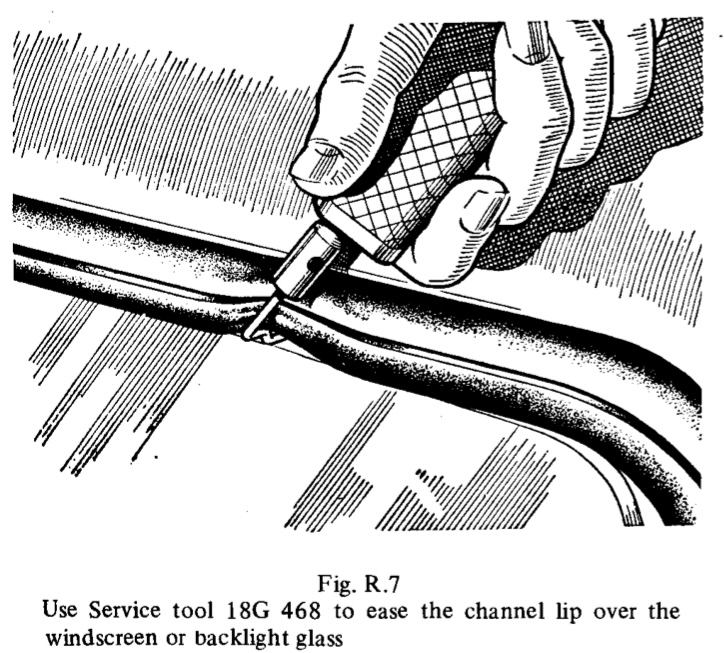 Fig. R.7
Use Service tool 18G 468 to ease the channel lip over the
windscreen or backlight glass